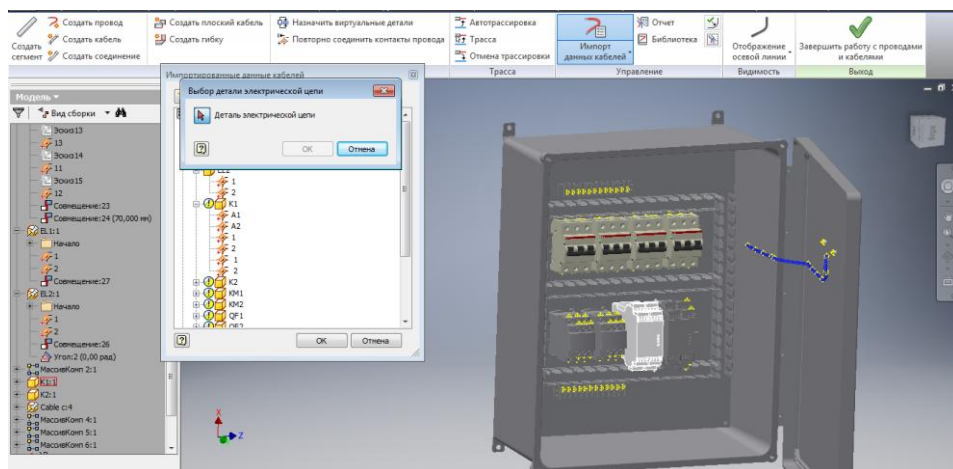 Создать сегмент
Создать провод
Создать кабель
Создать соединение
Создать плоский кабель
Создать гибку
Назначить виртуальные детали
Повторно соединить контакты провода
Автотрассировка
Трасса
Отмена трассировки
Трасса
Импорт
данных кабелей
Отчет
Библиотека
Управление
Отображение
осевой линии
Видимость
Завершить работу с проводами
и кабелями
Выход
Модель
Вид сборки
Эскиз13
13
Эскиз14
11
Эскиз15
12
Совмещение:23
Совмещение:24 (70,000 мм)
EL1:1
Начало
1
2
Совмещение:27
EL2:1
Начало
1
2
Совмещение:26
Угол:2 (0,00 рад)
МассивКомп 2:1
K1:1
K2:1
Cable c:4
МассивКомп 4:1
МассивКомп 5:1
МассивКомп 6:1
Импортированные данные кабелей
Выбор детали электрической цепи
Деталь электрической цепи
OK
Отмена
EL2
1
2
K1
A1
A2
1
2
1
2
K2
KM1
KM2
QF1
QF2
OK
Отмена
X
Z